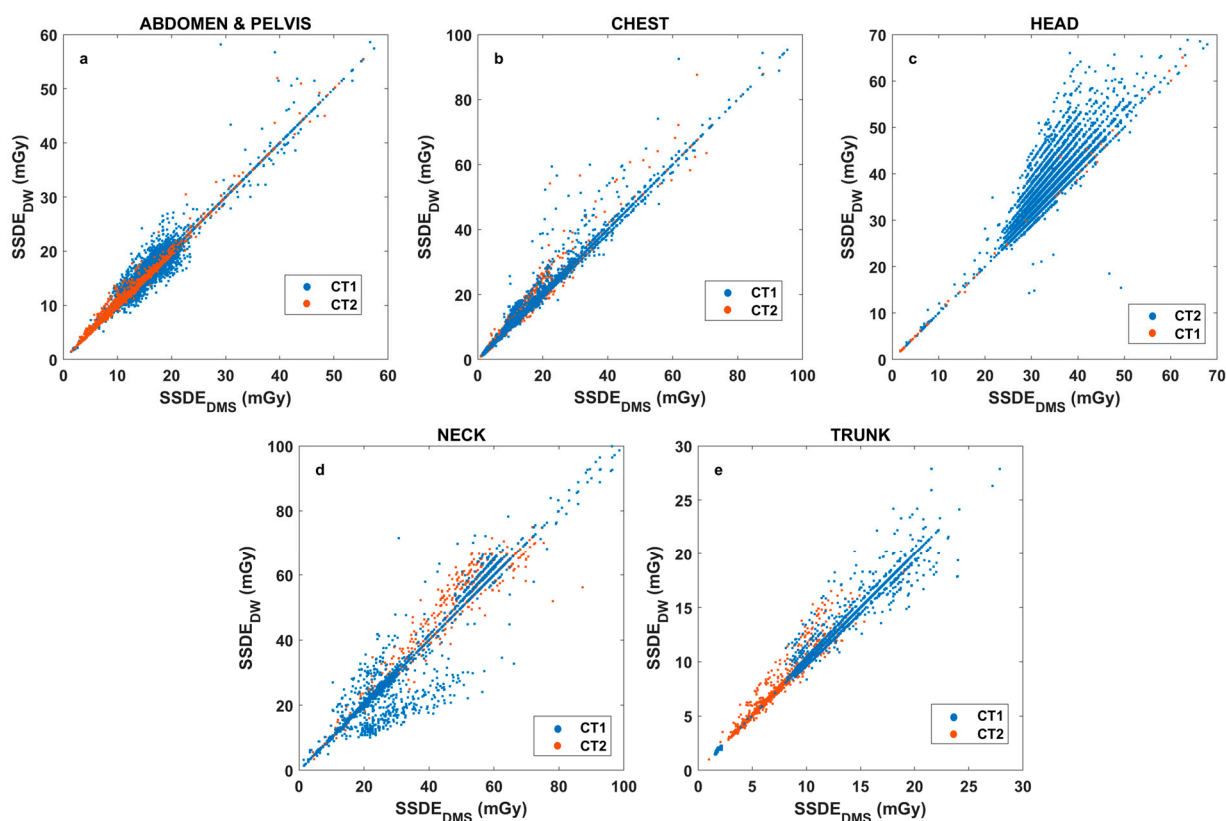 ABDOMEN & PELVIS
a
60
50
40
30
20
10
0
0 10 20 30 40 50 60
SSDE_DW (mGy)
SSDE_DMS (mGy)
CT1
CT2
CHEST
b
100
80
60
40
20
0
0 20 40 60 80 100
SSDE_DW (mGy)
SSDE_DMS (mGy)
CT1
CT2
HEAD
c
70
60
50
40
30
20
10
0
0 10 20 30 40 50 60 70
SSDE_DW (mGy)
SSDE_DMS (mGy)
CT2
CT1
NECK
d
100
80
60
40
20
0
0 20 40 60 80 100
SSDE_DW (mGy)
SSDE_DMS (mGy)
CT1
CT2
TRUNK
e
30
25
20
15
10
5
0
0 5 10 15 20 25 30
SSDE_DW (mGy)
SSDE_DMS (mGy)
CT1
CT2